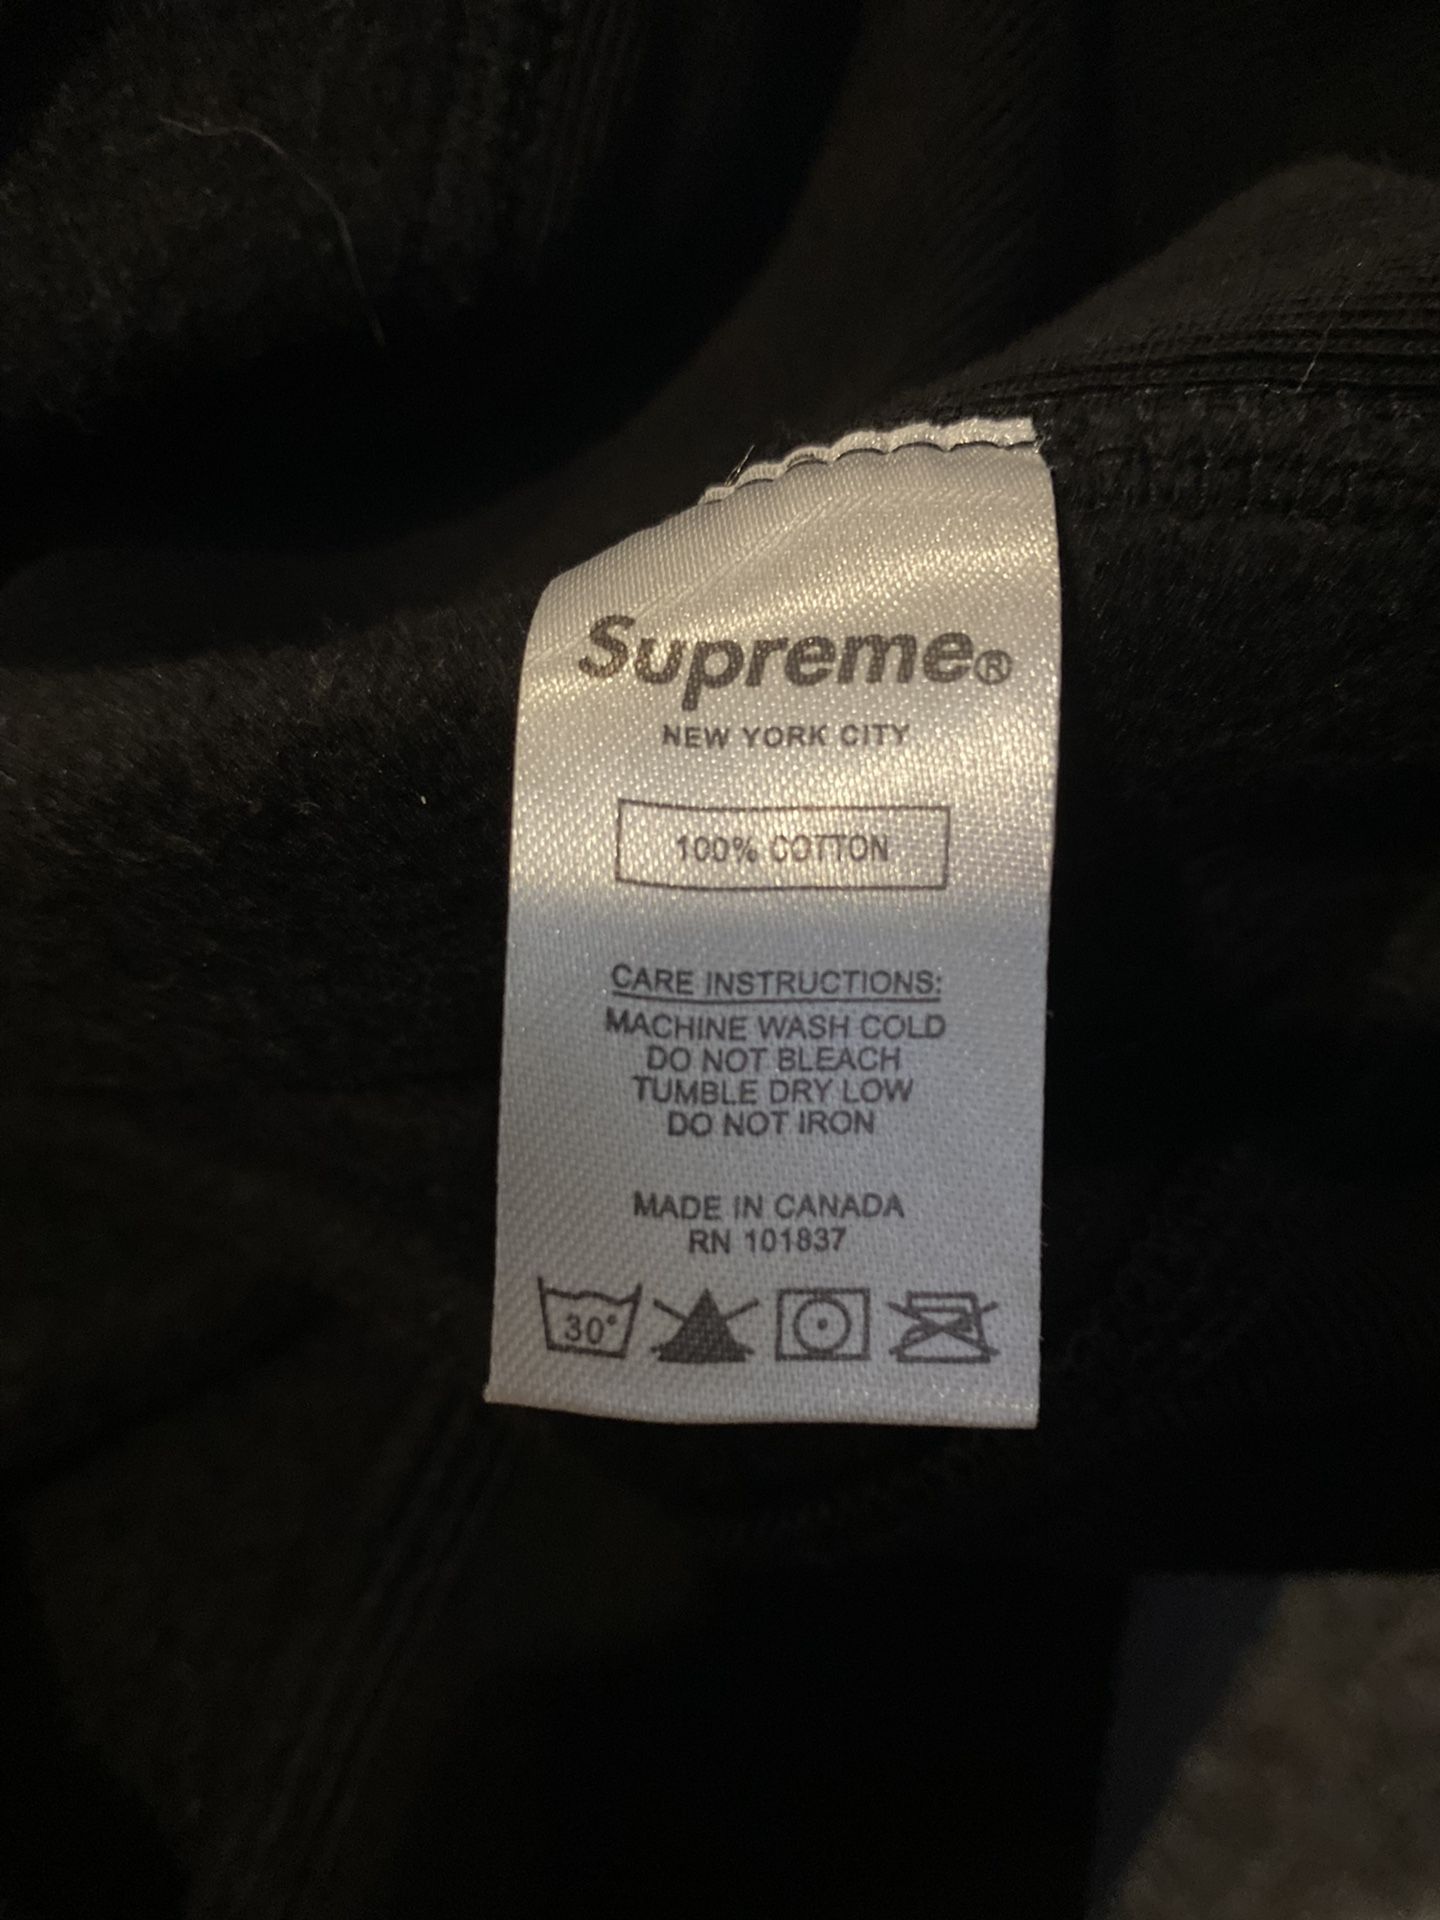 Supreme®
NEW YORK CITY
100% COTTON
CARE INSTRUCTIONS:
MACHINE WASH COLD
DO NOT BLEACH
TUMBLE DRY LOW
DO NOT IRON
MADE IN CANADA
RN 101837
30°